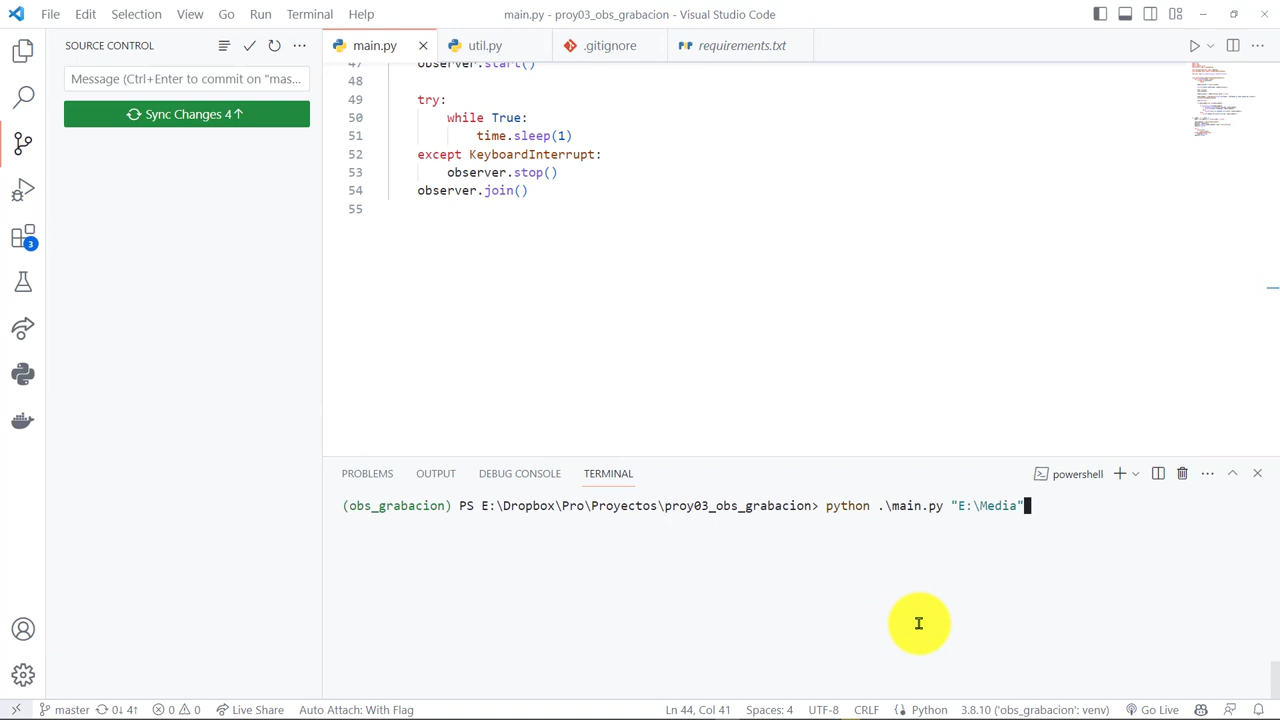 File Edit Selection View Go Run Terminal Help
main.py - proy03_obs_grabacion - Visual Studio Co
SOURCE CONTROL
main.py
util.py
.gitignore
requirements.txt
Message (Ctrl+Enter to commit on "mas...
Sync Changes 4↑
3
47 observer.start()
48
49 try:
50 while True:
51 time.sleep(1)
52 except KeyboardInterrupt:
53 observer.stop()
54 observer.join()
55
PROBLEMS OUTPUT DEBUG CONSOLE TERMINAL
powershell
(obs_grabacion) PS E:\Dropbox\Pro\Proyectos\proy03_obs_grabacion> python .\main.py "E:\Media"
master 0↓ 4↑ 0 0 Live Share Auto Attach: With Flag
Ln 44, Col 41 Spaces: 4 UTF-8 CRLF Python 3.8.10 ('obs_grabacion': venv) Go Live